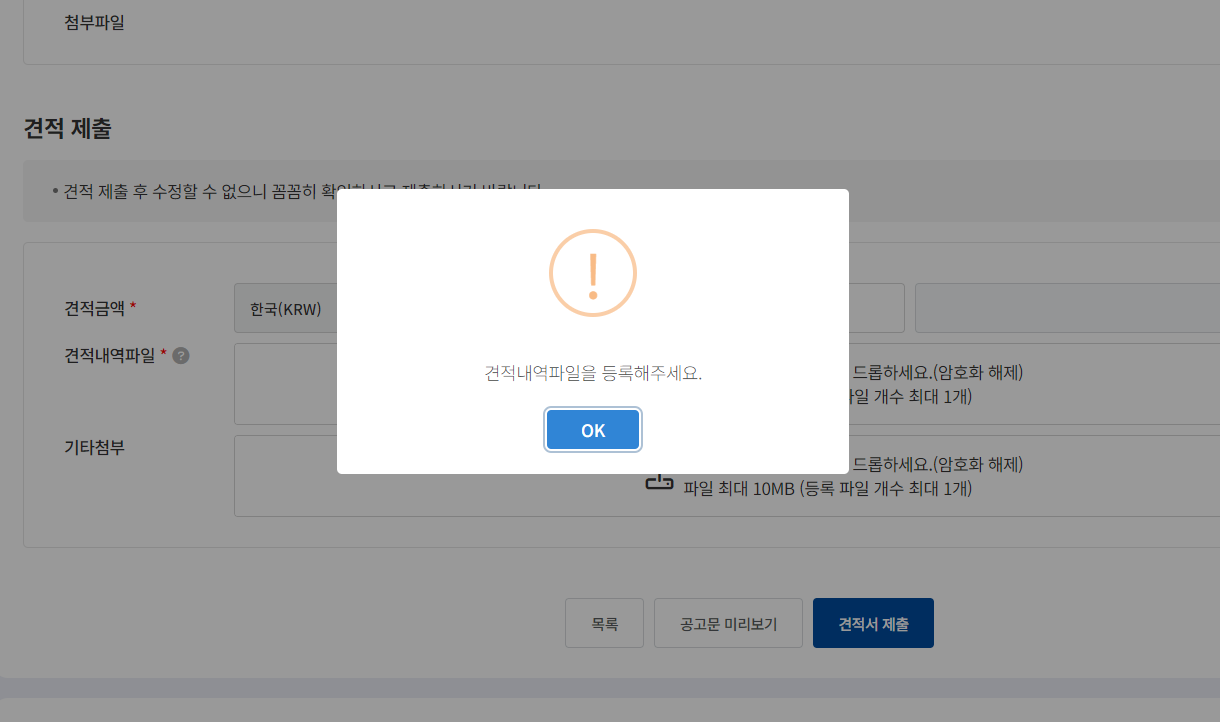 첨부파일
견적 제출
• 견적 제출 후 수정할 수 없으니 꼼꼼히
견적금액 *
한국(KRW)
견적내역파일 * ?
드롭하세요.(암호화 해제)
파일 개수 최대 1개)
!
견적내역파일을 등록해주세요.
OK
기타첨부
드롭하세요.(암호화 해제)
파일 최대 10MB (등록 파일 개수 최대 1개)
목록
공고문 미리보기
견적서 제출